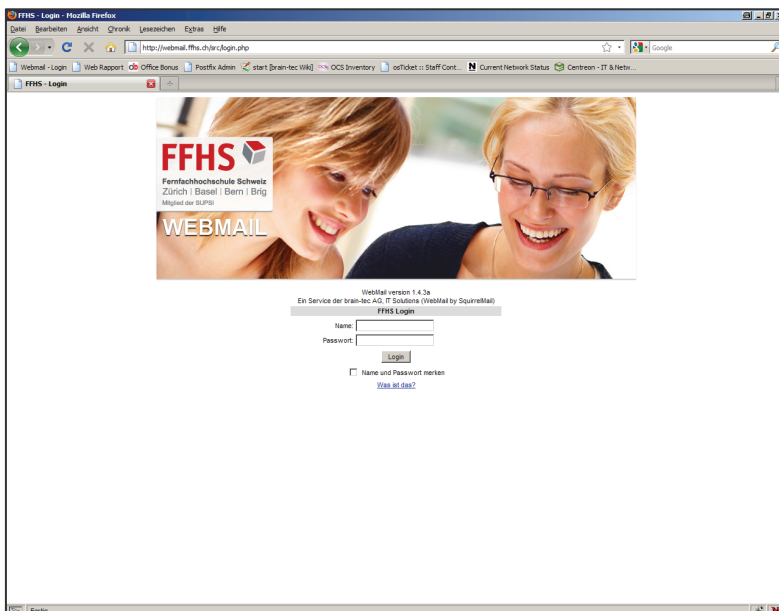 FFHS - Login - Mozilla Firefox
Datei Bearbeiten Ansicht Chronik Lesezeichen Extras Hilfe
http://webmail.ffhs.ch/src/login.php
Google
Webmail - Login Web Rapport Office Bonus Postfix Admin start [brain-tec Wiki] OCS Inventory osTicket :: Staff Cont... Current Network Status Centreon - IT & Netw...
FFHS - Login
FFHS
Fernfachhochschule Schweiz
Zürich | Basel | Bern | Brig
Mitglied der SUPSI
WEBMAIL
WebMail version 1.4.3a
Ein Service der brain-tec AG, IT Solutions (WebMail by SquirrelMail)
FFHS Login
Name:
Passwort:
Login
Name und Passwort merken
Was ist das?
Fertig